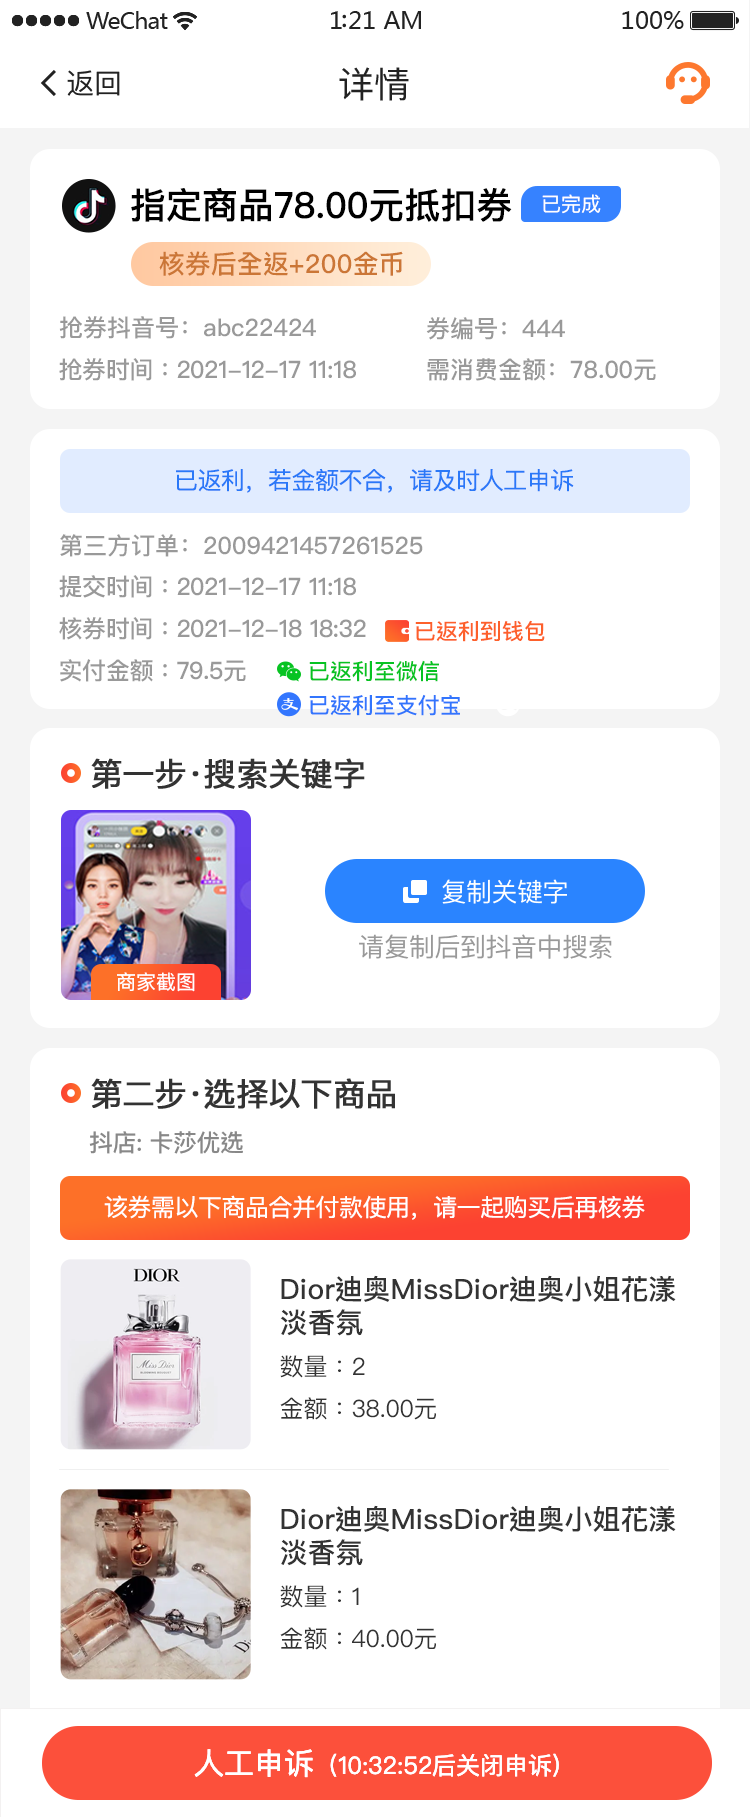 WeChat 1:21 AM 100%
返回 详情
指定商品78.00元抵扣券 已完成
核券后全返+200金币
抢券抖音号：abc22424 券编号：444
抢券时间：2021-12-17 11:18 需消费金额：78.00元
已返利，若金额不合，请及时人工申诉
第三方订单：2009421457261525
提交时间：2021-12-17 11:18
核券时间：2021-12-18 18:32 已返利到钱包
实付金额：79.5元 已返利至微信
已返利至支付宝
第一步·搜索关键字
商家截图
复制关键字
请复制后到抖音中搜索
第二步·选择以下商品
抖店: 卡莎优选
该券需以下商品合并付款使用，请一起购买后再核券
DIOR
Miss Dior
Dior迪奥MissDior迪奥小姐花漾
淡香氛
数量：2
金额：38.00元
Dior迪奥MissDior迪奥小姐花漾
淡香氛
数量：1
金额：40.00元
人工申诉（10:32:52后关闭申诉）